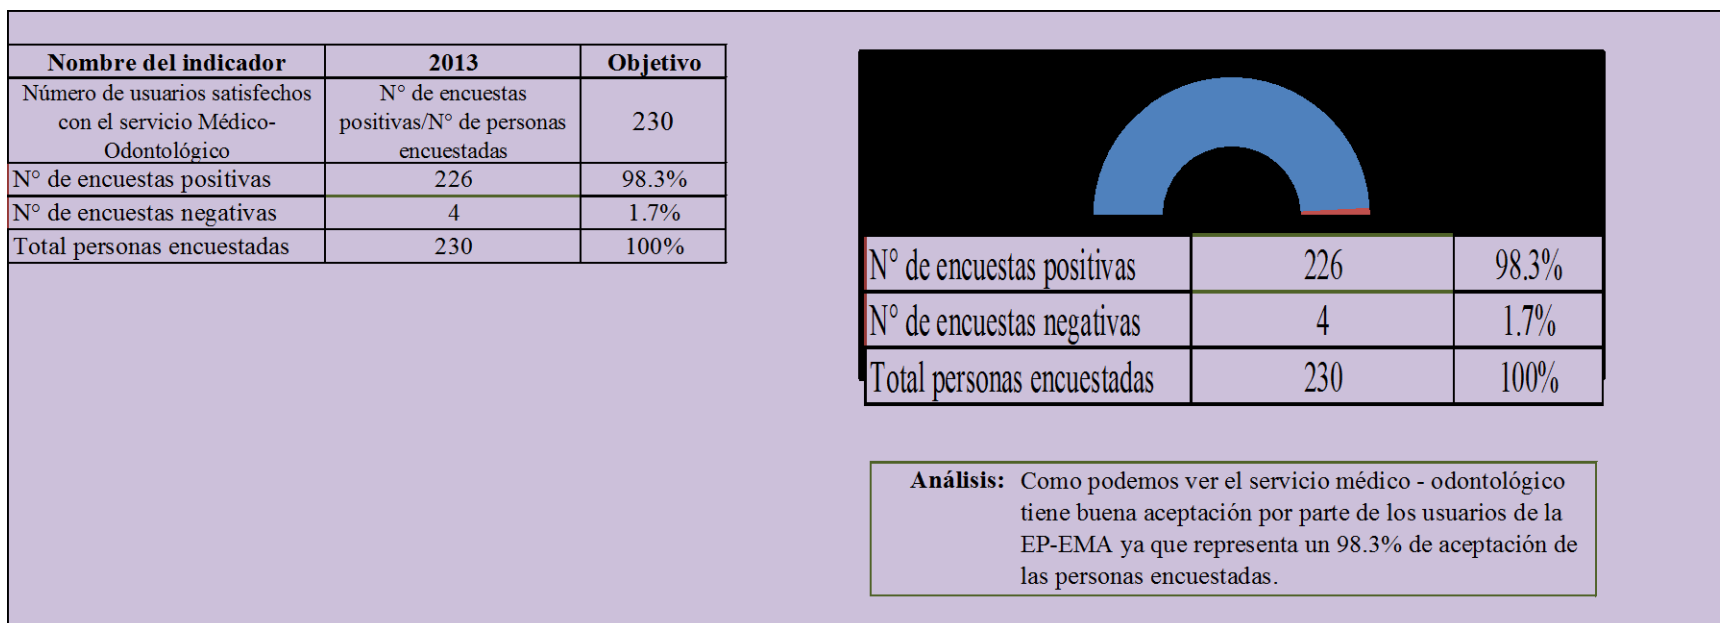 Nombre del indicador 2013 Objetivo
Número de usuarios satisfechos
con el servicio Médico-
Odontológico
N° de encuestas
positivas/N° de personas
encuestadas
230
N° de encuestas positivas 226 98.3%
N° de encuestas negativas 4 1.7%
Total personas encuestadas 230 100%
N° de encuestas positivas 226 98.3%
N° de encuestas negativas 4 1.7%
Total personas encuestadas 230 100%
Análisis: Como podemos ver el servicio médico - odontológico
tiene buena aceptación por parte de los usuarios de la
EP-EMA ya que representa un 98.3% de aceptación de
las personas encuestadas.